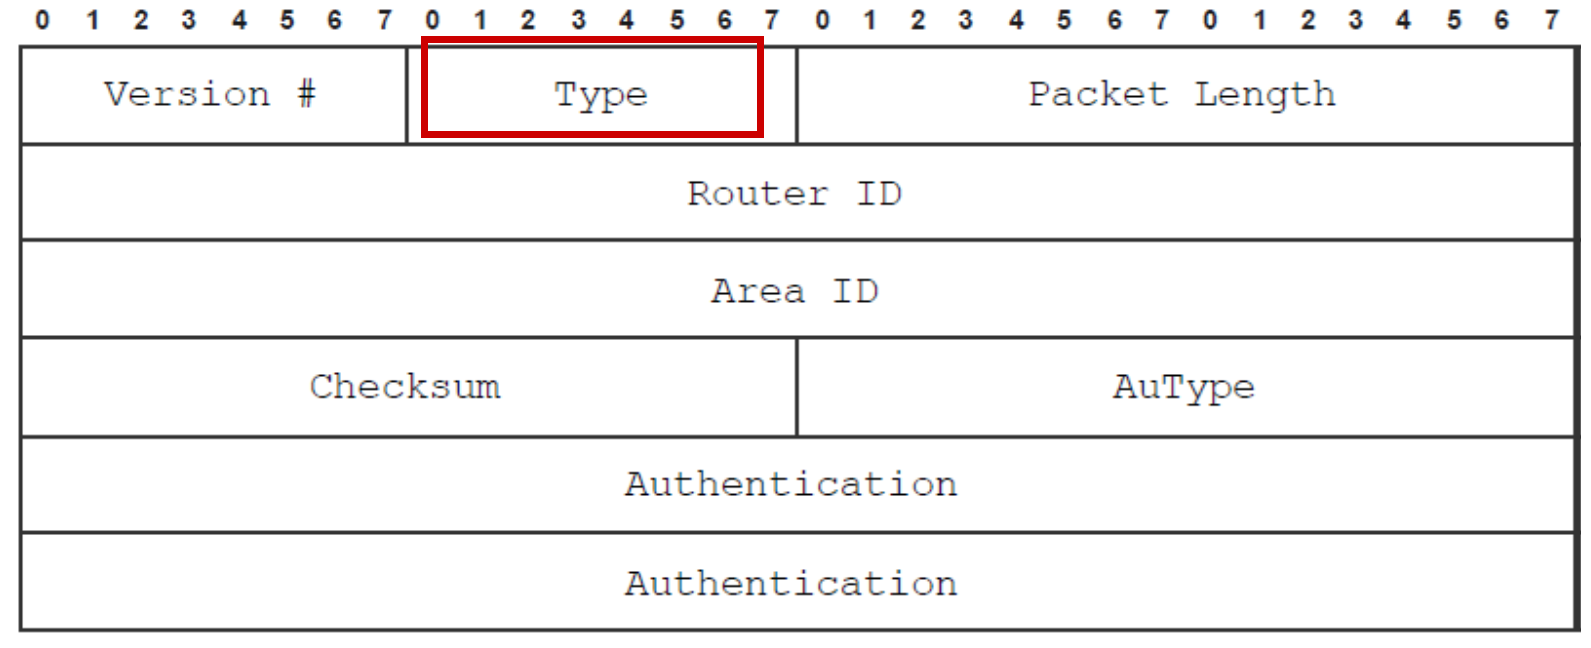 0 1 2 3 4 5 6 7 0 1 2 3 4 5 6 7 0 1 2 3 4 5 6 7 0 1 2 3 4 5 6 7
Version # Type Packet Length
Router ID
Area ID
Checksum AuType
Authentication
Authentication